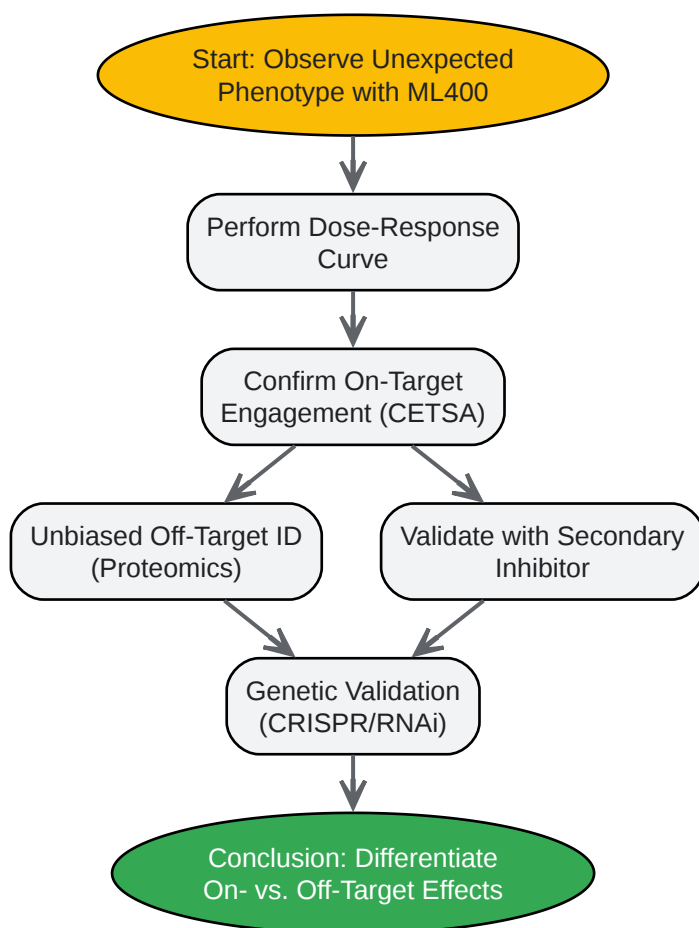 Start: Observe Unexpected
Phenotype with ML400
Perform Dose-Response
Curve
Confirm On-Target
Engagement (CETSA)
Unbiased Off-Target ID
(Proteomics)
Validate with Secondary
Inhibitor
Genetic Validation
(CRISPR/RNAi)
Conclusion: Differentiate
On- vs. Off-Target Effects